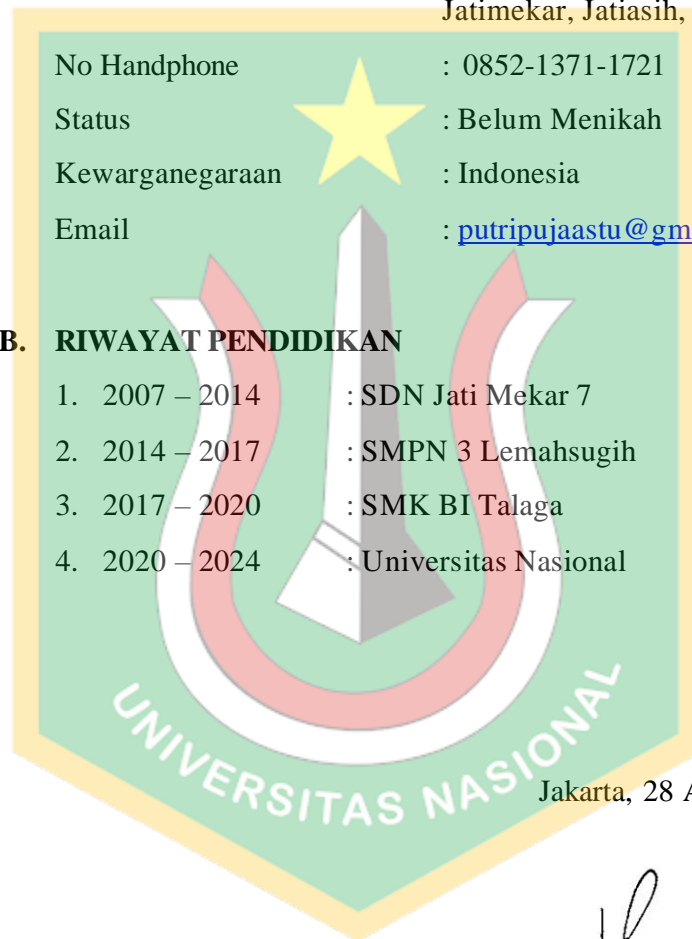 Jatimekar, Jatiasih,
No Handphone : 0852-1371-1721
Status : Belum Menikah
Kewarganegaraan : Indonesia
Email : putripujaastu@gm
B. RIWAYAT PENDIDIKAN
1. 2007 – 2014 : SDN Jati Mekar 7
2. 2014 – 2017 : SMPN 3 Lemahsugih
3. 2017 – 2020 : SMK BI Talaga
4. 2020 – 2024 : Universitas Nasional
UNIVERSITAS NASIONAL
Jakarta, 28 A